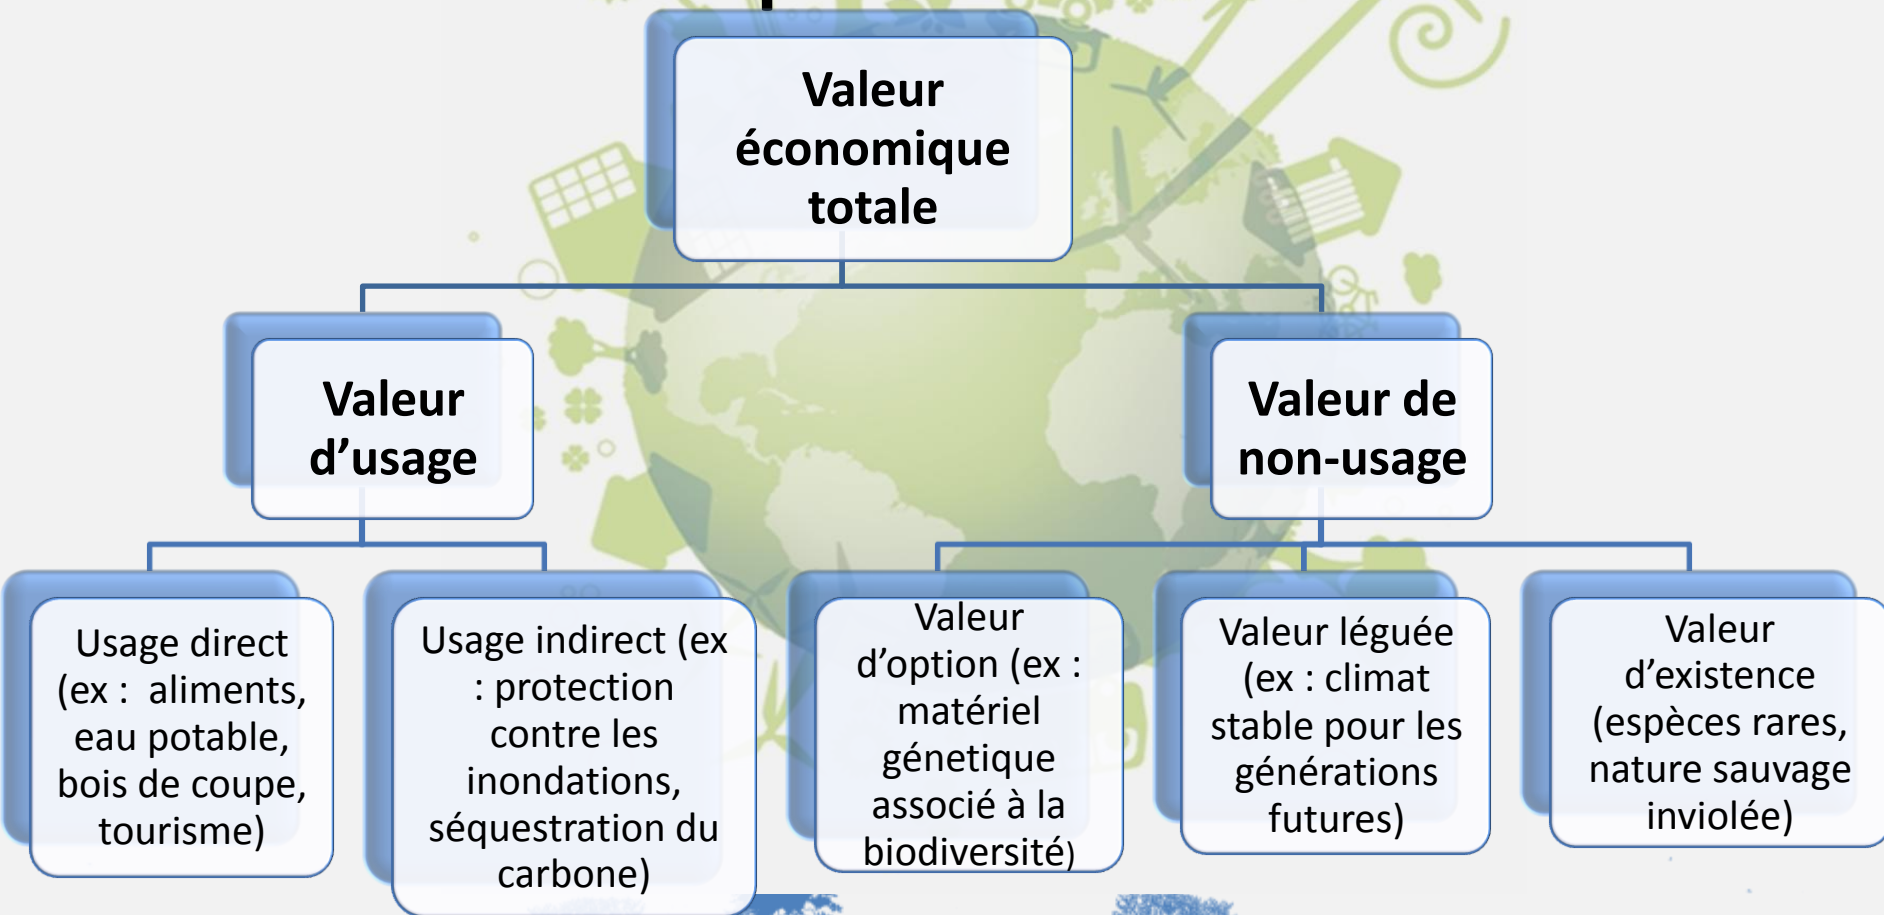 Valeur
économique
totale
Valeur
d’usage
Valeur de
non-usage
Usage direct
(ex :  aliments,
eau potable,
bois de coupe,
tourisme)
Usage indirect (ex
: protection
contre les
inondations,
séquestration du
carbone)
Valeur
d’option (ex :
matériel
génetique
associé à la
biodiversité)
Valeur léguée
(ex : climat
stable pour les
générations
futures)
Valeur
d’existence
(espèces rares,
nature sauvage
inviolée)